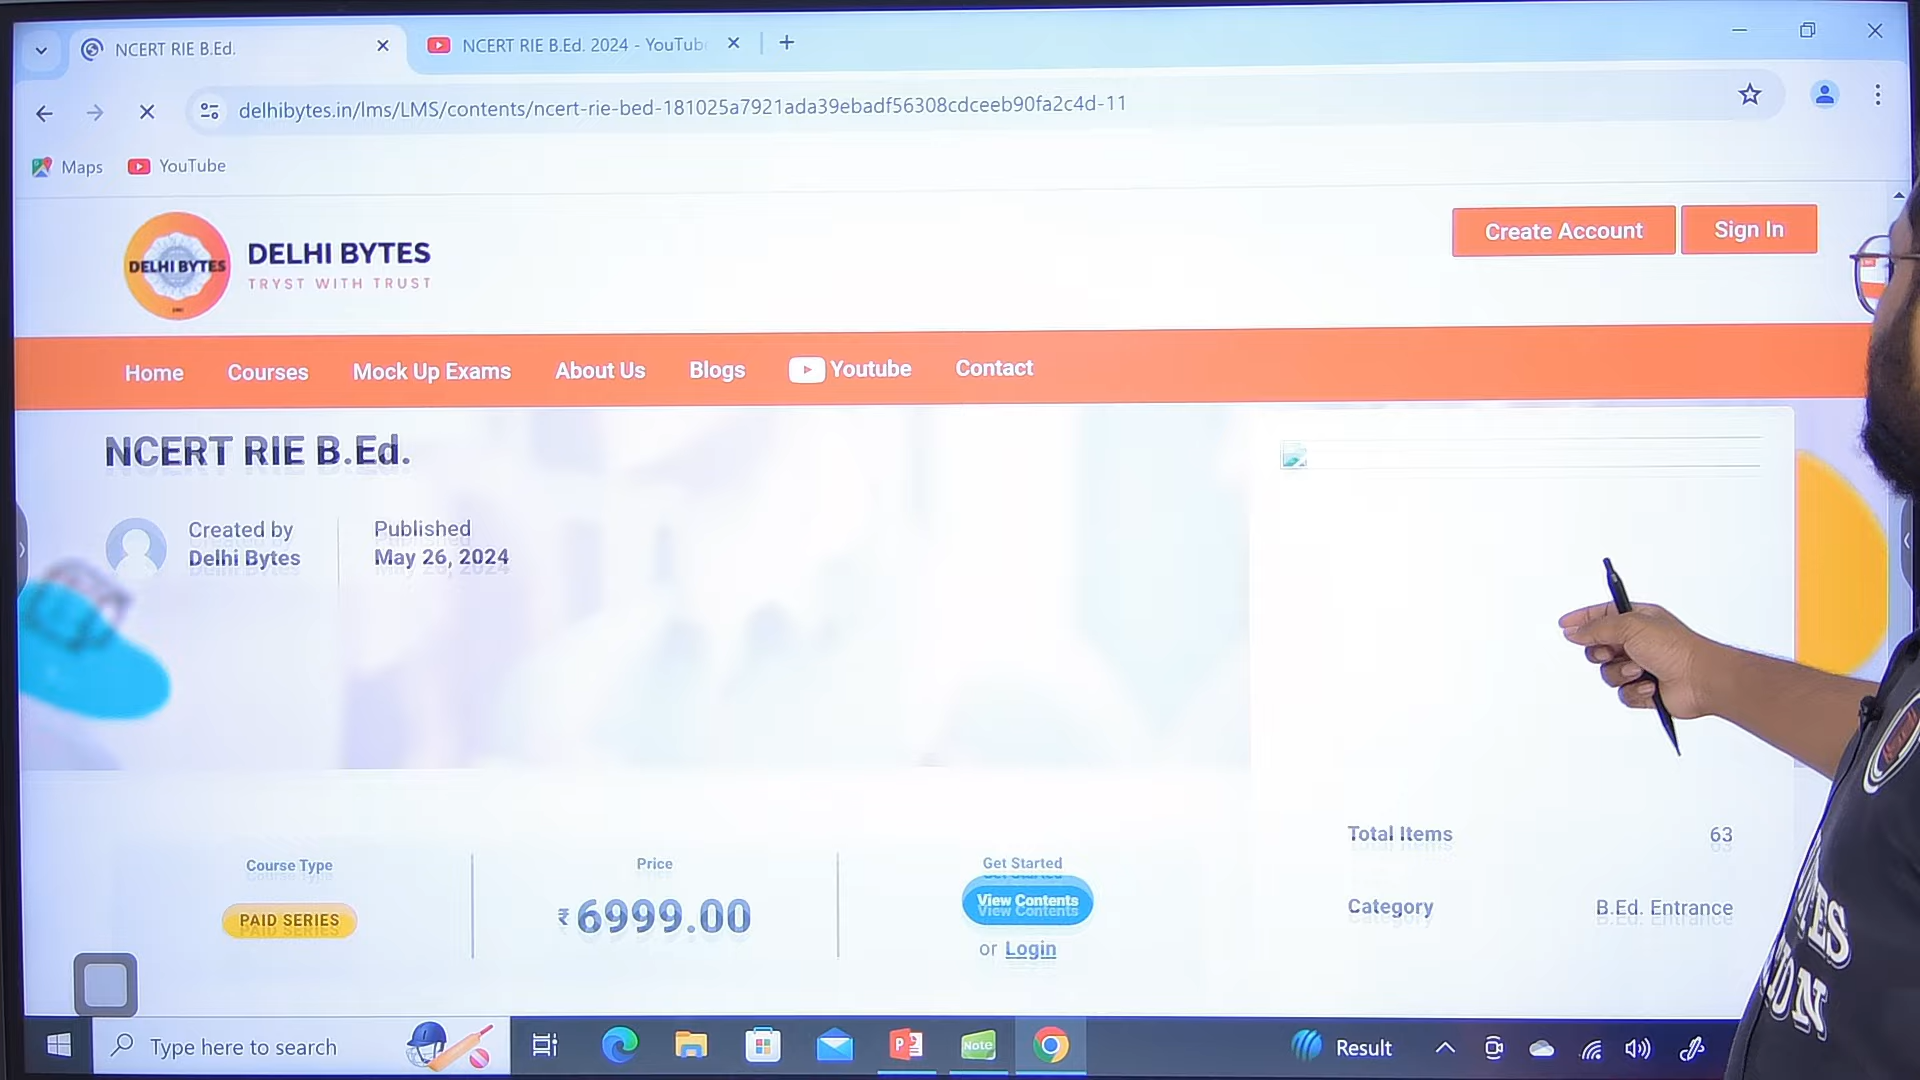 NCERT RIE B.Ed.
NCERT RIE B.Ed. 2024 - YouTub
delhibytes.in/lms/LMS/contents/ncert-rie-bed-181025a7921ada39ebadf56308cdceeb90fa2c4d-11
Maps
YouTube
DELHI BYTES
DELHI BYTES
TRYST WITH TRUST
Create Account
Sign In
Home
Courses
Mock Up Exams
About Us
Blogs
Youtube
Contact
NCERT RIE B.Ed.
Created by
Delhi Bytes
Published
May 26, 2024
Total Items
63
Category
B.Ed. Entrance
Course Type
PAID SERIES
Price
₹6999.00
Get Started
View Contents
or Login
Type here to search
Note
Result